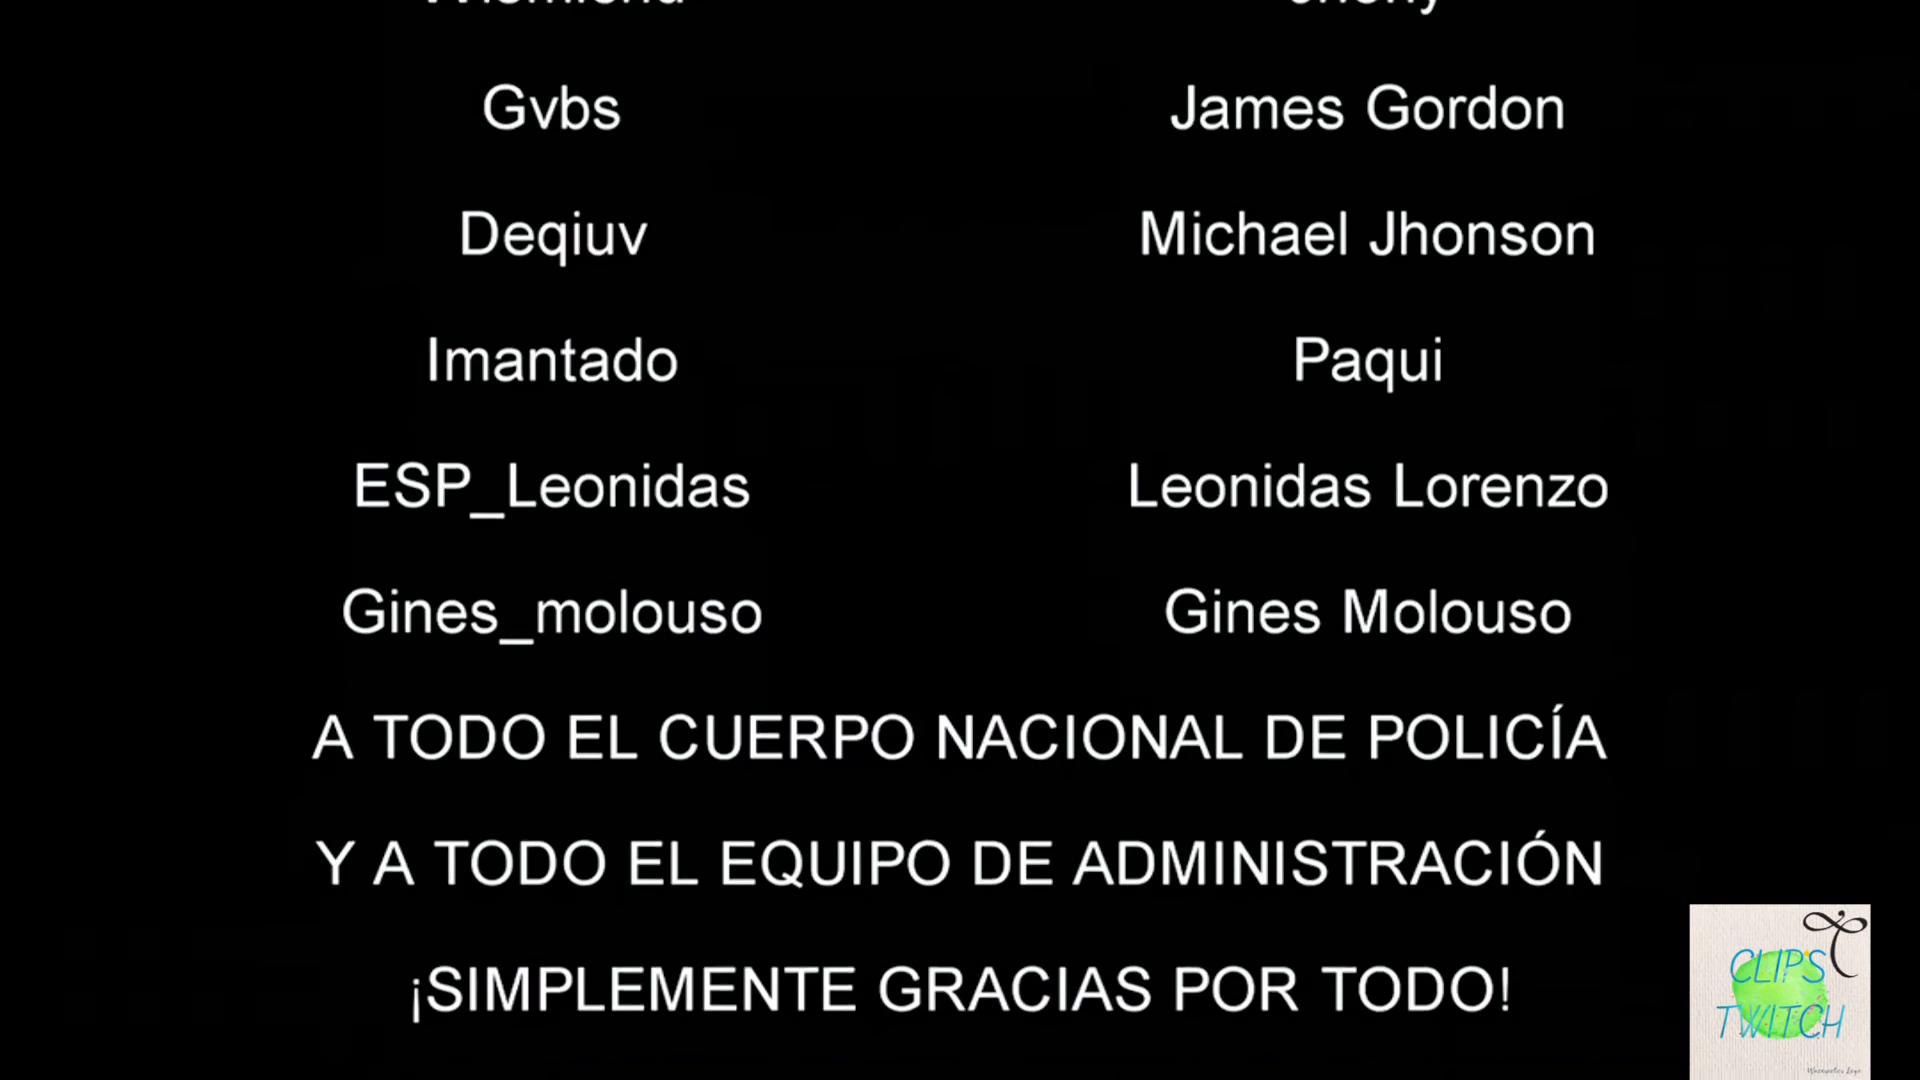 Gvbs James Gordon
Deqiuv Michael Jhonson
Imantado Paqui
ESP_Leonidas Leonidas Lorenzo
Gines_molouso Gines Molouso
A TODO EL CUERPO NACIONAL DE POLICÍA
Y A TODO EL EQUIPO DE ADMINISTRACIÓN
¡SIMPLEMENTE GRACIAS POR TODO!
CLIPS
TWITCH